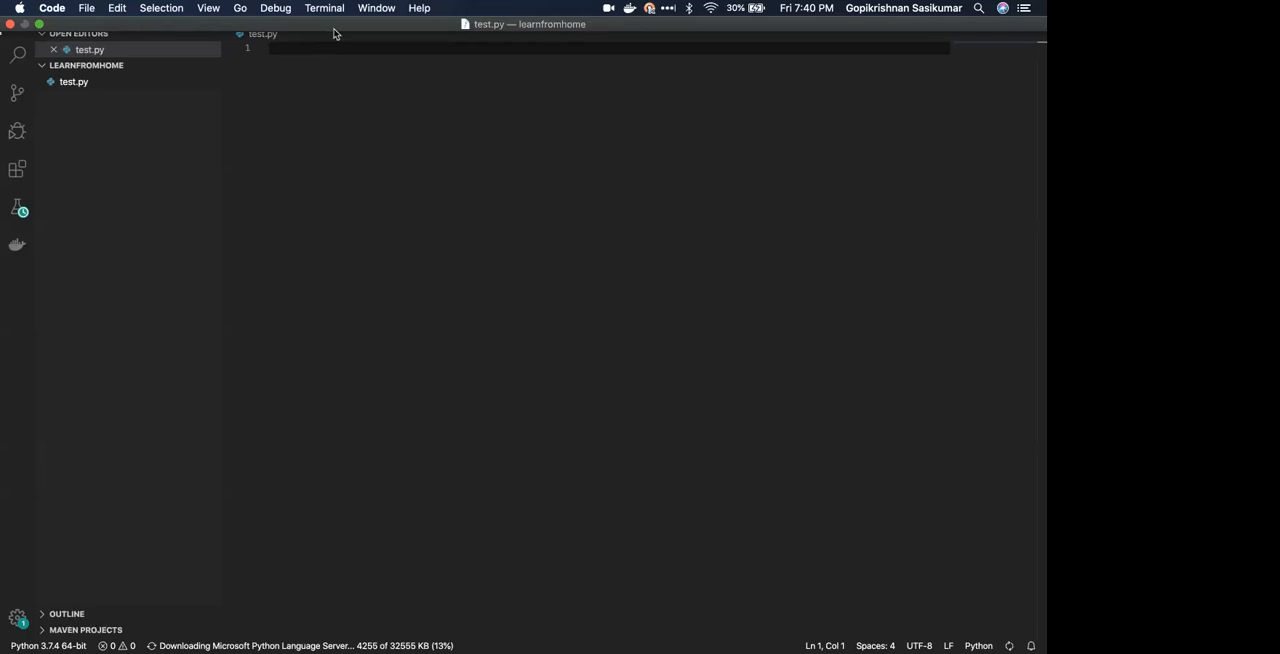 Code File Edit Selection View Go Debug Terminal Window Help 30% Fri 7:40 PM Gopikrishnan Sasikumar
test.py — learnfromhome
OPEN EDITORS
test.py
test.py
1
LEARNFROMHOME
test.py
OUTLINE
MAVEN PROJECTS
1
Python 3.7.4 64-bit 0 0 Downloading Microsoft Python Language Server... 4255 of 32555 KB (13%) Ln 1, Col 1 Spaces: 4 UTF-8 LF Python